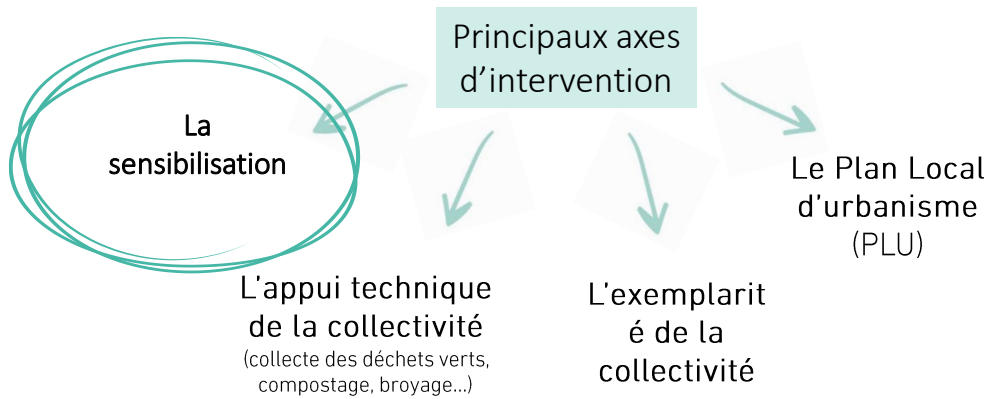 Principaux axes
d'intervention
La
sensibilisation
L'appui technique
de la collectivité
(collecte des déchets verts,
compostage, broyage...)
L'exemplarit
é de la
collectivité
Le Plan Local
d'urbanisme
(PLU)